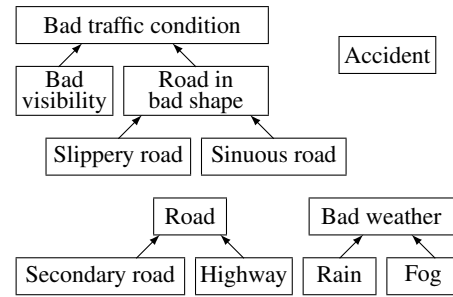 Bad traffic condition
Accident
Bad
visibility
Road in
bad shape
Slippery road
Sinuous road
Road
Bad weather
Secondary road
Highway
Rain
Fog